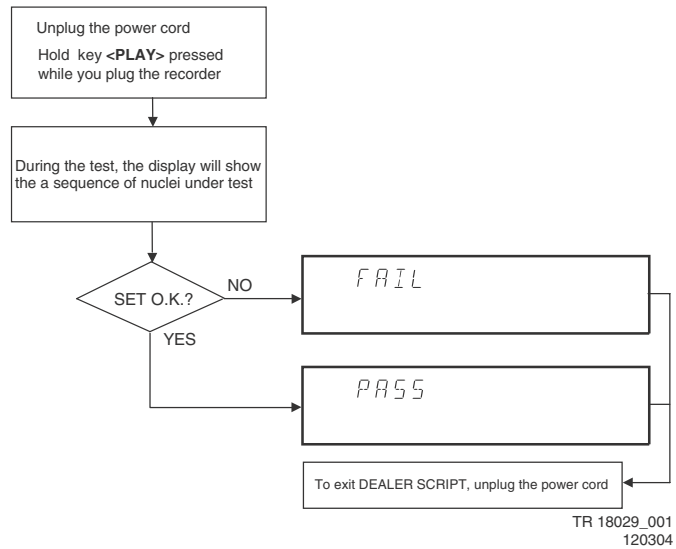 Unplug the power cord
Hold key <PLAY> pressed
while you plug the recorder
During the test, the display will show
the a sequence of nuclei under test
SET O.K.?
NO
FAIL
YES
PASS
To exit DEALER SCRIPT, unplug the power cord
TR 18029_001
120304